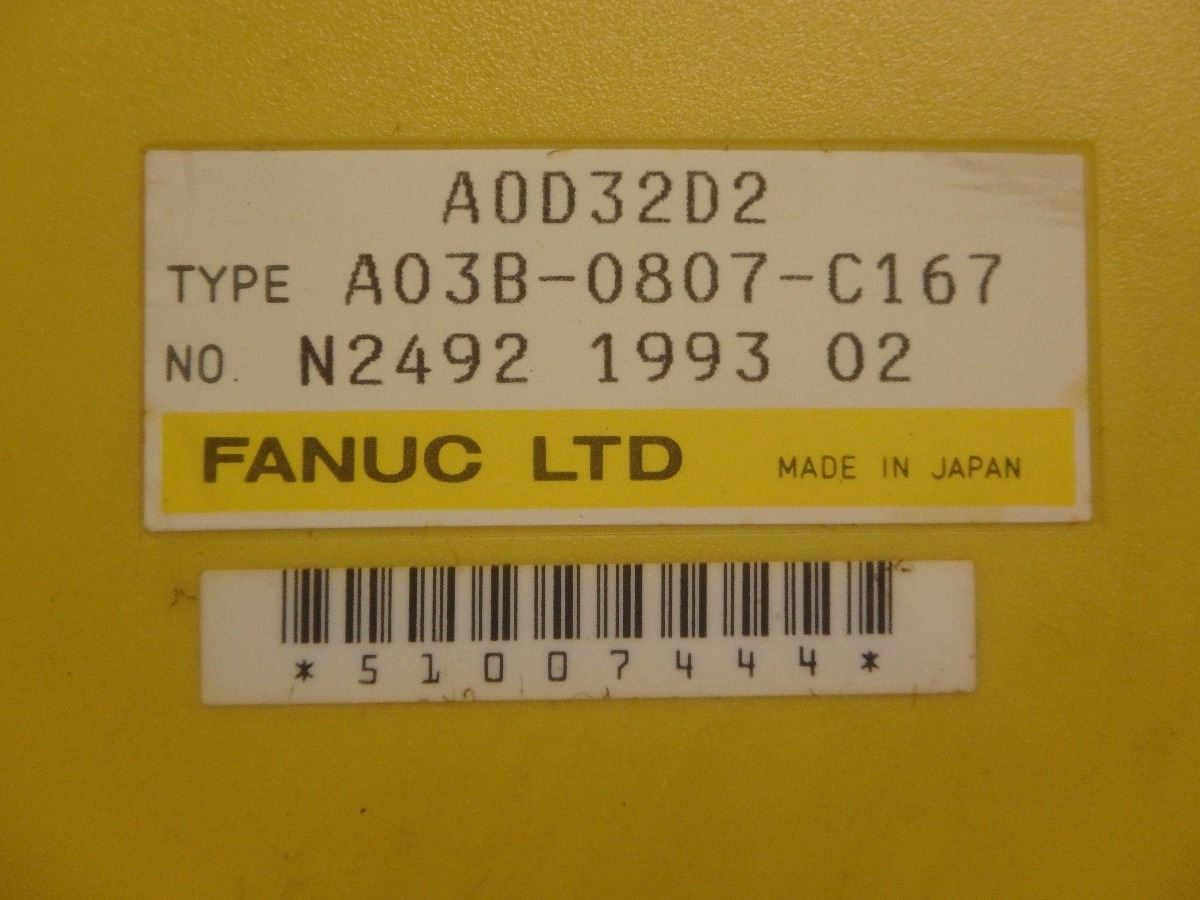 A0D32D2
TYPE A03B-0807-C167
NO. N2492 1993 02
FANUC LTD MADE IN JAPAN
*51007444*